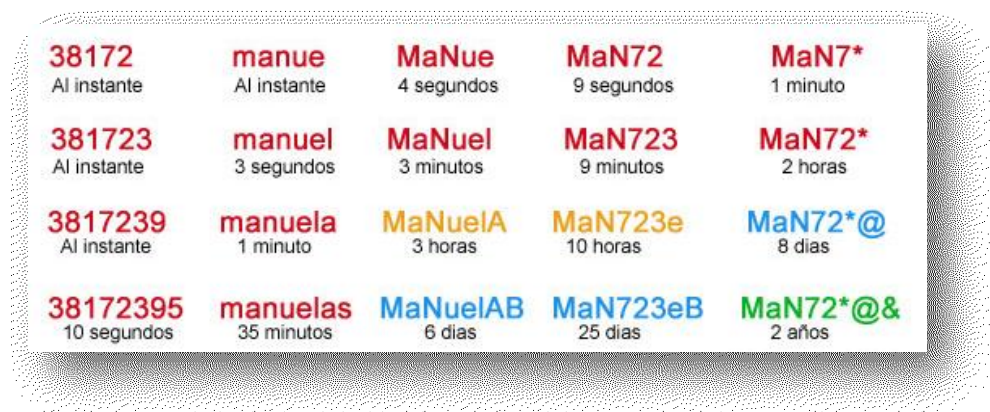 38172 manue MaNue MaN72 MaN7*
Al instante Al instante 4 segundos 9 segundos 1 minuto
381723 manuel MaNuel MaN723 MaN72*
Al instante 3 segundos 3 minutos 9 minutos 2 horas
3817239 manuela MaNuelA MaN723e MaN72*@
Al instante 1 minuto 3 horas 10 horas 8 dias
38172395 manuelas MaNuelAB MaN723eB MaN72*@&
10 segundos 35 minutos 6 dias 25 dias 2 años